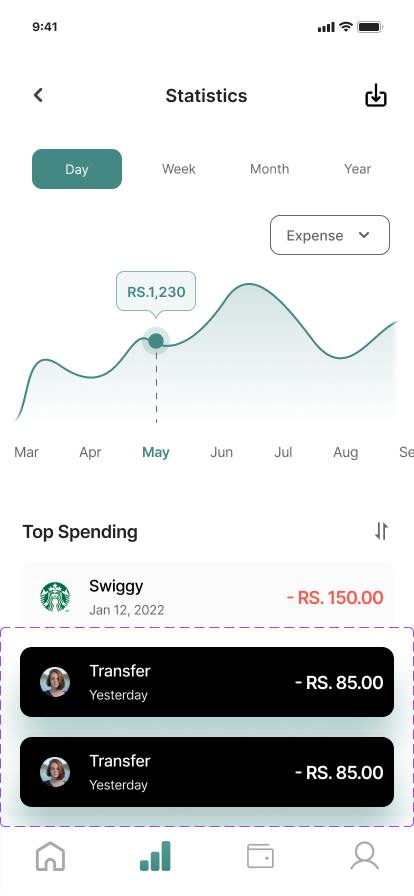 9:41
Statistics
Day Week Month Year
Expense
RS.1,230
Mar Apr May Jun Jul Aug Se
Top Spending
Swiggy
- RS. 150.00
Jan 12, 2022
Transfer
- RS. 85.00
Yesterday
Transfer
- RS. 85.00
Yesterday